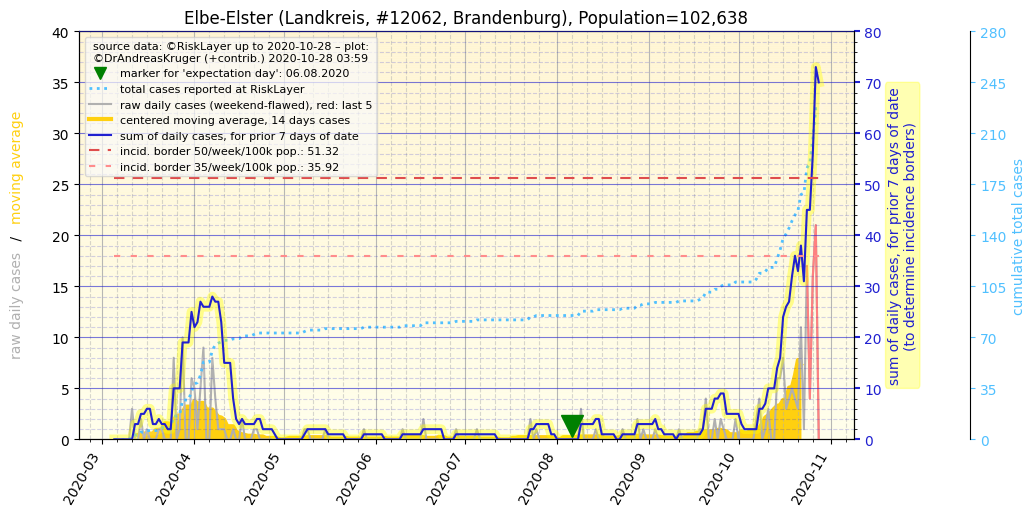 Elbe-Elster (Landkreis, #12062, Brandenburg), Population=102,638
source data: ©RiskLayer up to 2020-10-28 – plot:
©DrAndreasKruger (+contrib.) 2020-10-28 03:59
marker for 'expectation day': 06.08.2020
total cases reported at RiskLayer
raw daily cases (weekend-flawed), red: last 5
centered moving average, 14 days cases
sum of daily cases, for prior 7 days of date
incid. border 50/week/100k pop.: 51.32
incid. border 35/week/100k pop.: 35.92
raw daily cases / moving average
40
35
30
25
20
15
10
5
0
2020-03
2020-04
2020-05
2020-06
2020-07
2020-08
2020-09
2020-10
2020-11
80
70
60
50
40
30
20
10
0
sum of daily cases, for prior 7 days of date
(to determine incidence borders)
280
245
210
175
140
105
70
35
0
cumulative total cases